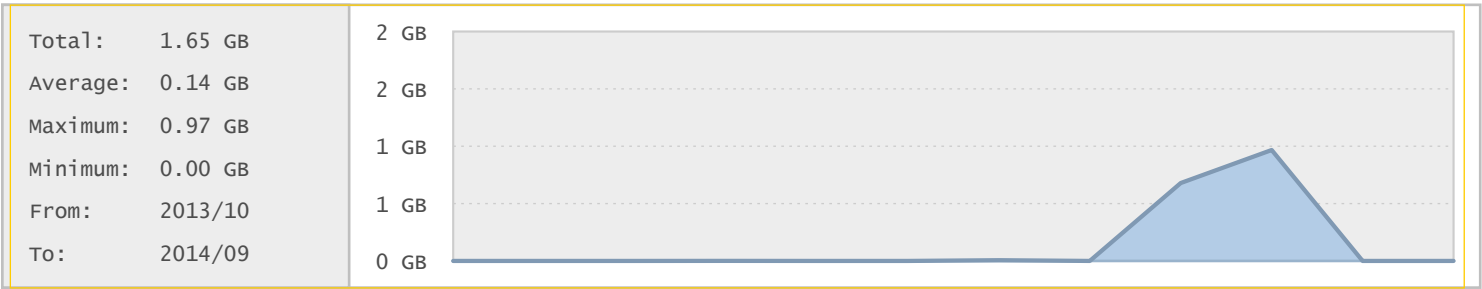 Total: 1.65 GB
Average: 0.14 GB
Maximum: 0.97 GB
Minimum: 0.00 GB
From: 2013/10
To: 2014/09
2 GB
2 GB
1 GB
1 GB
0 GB